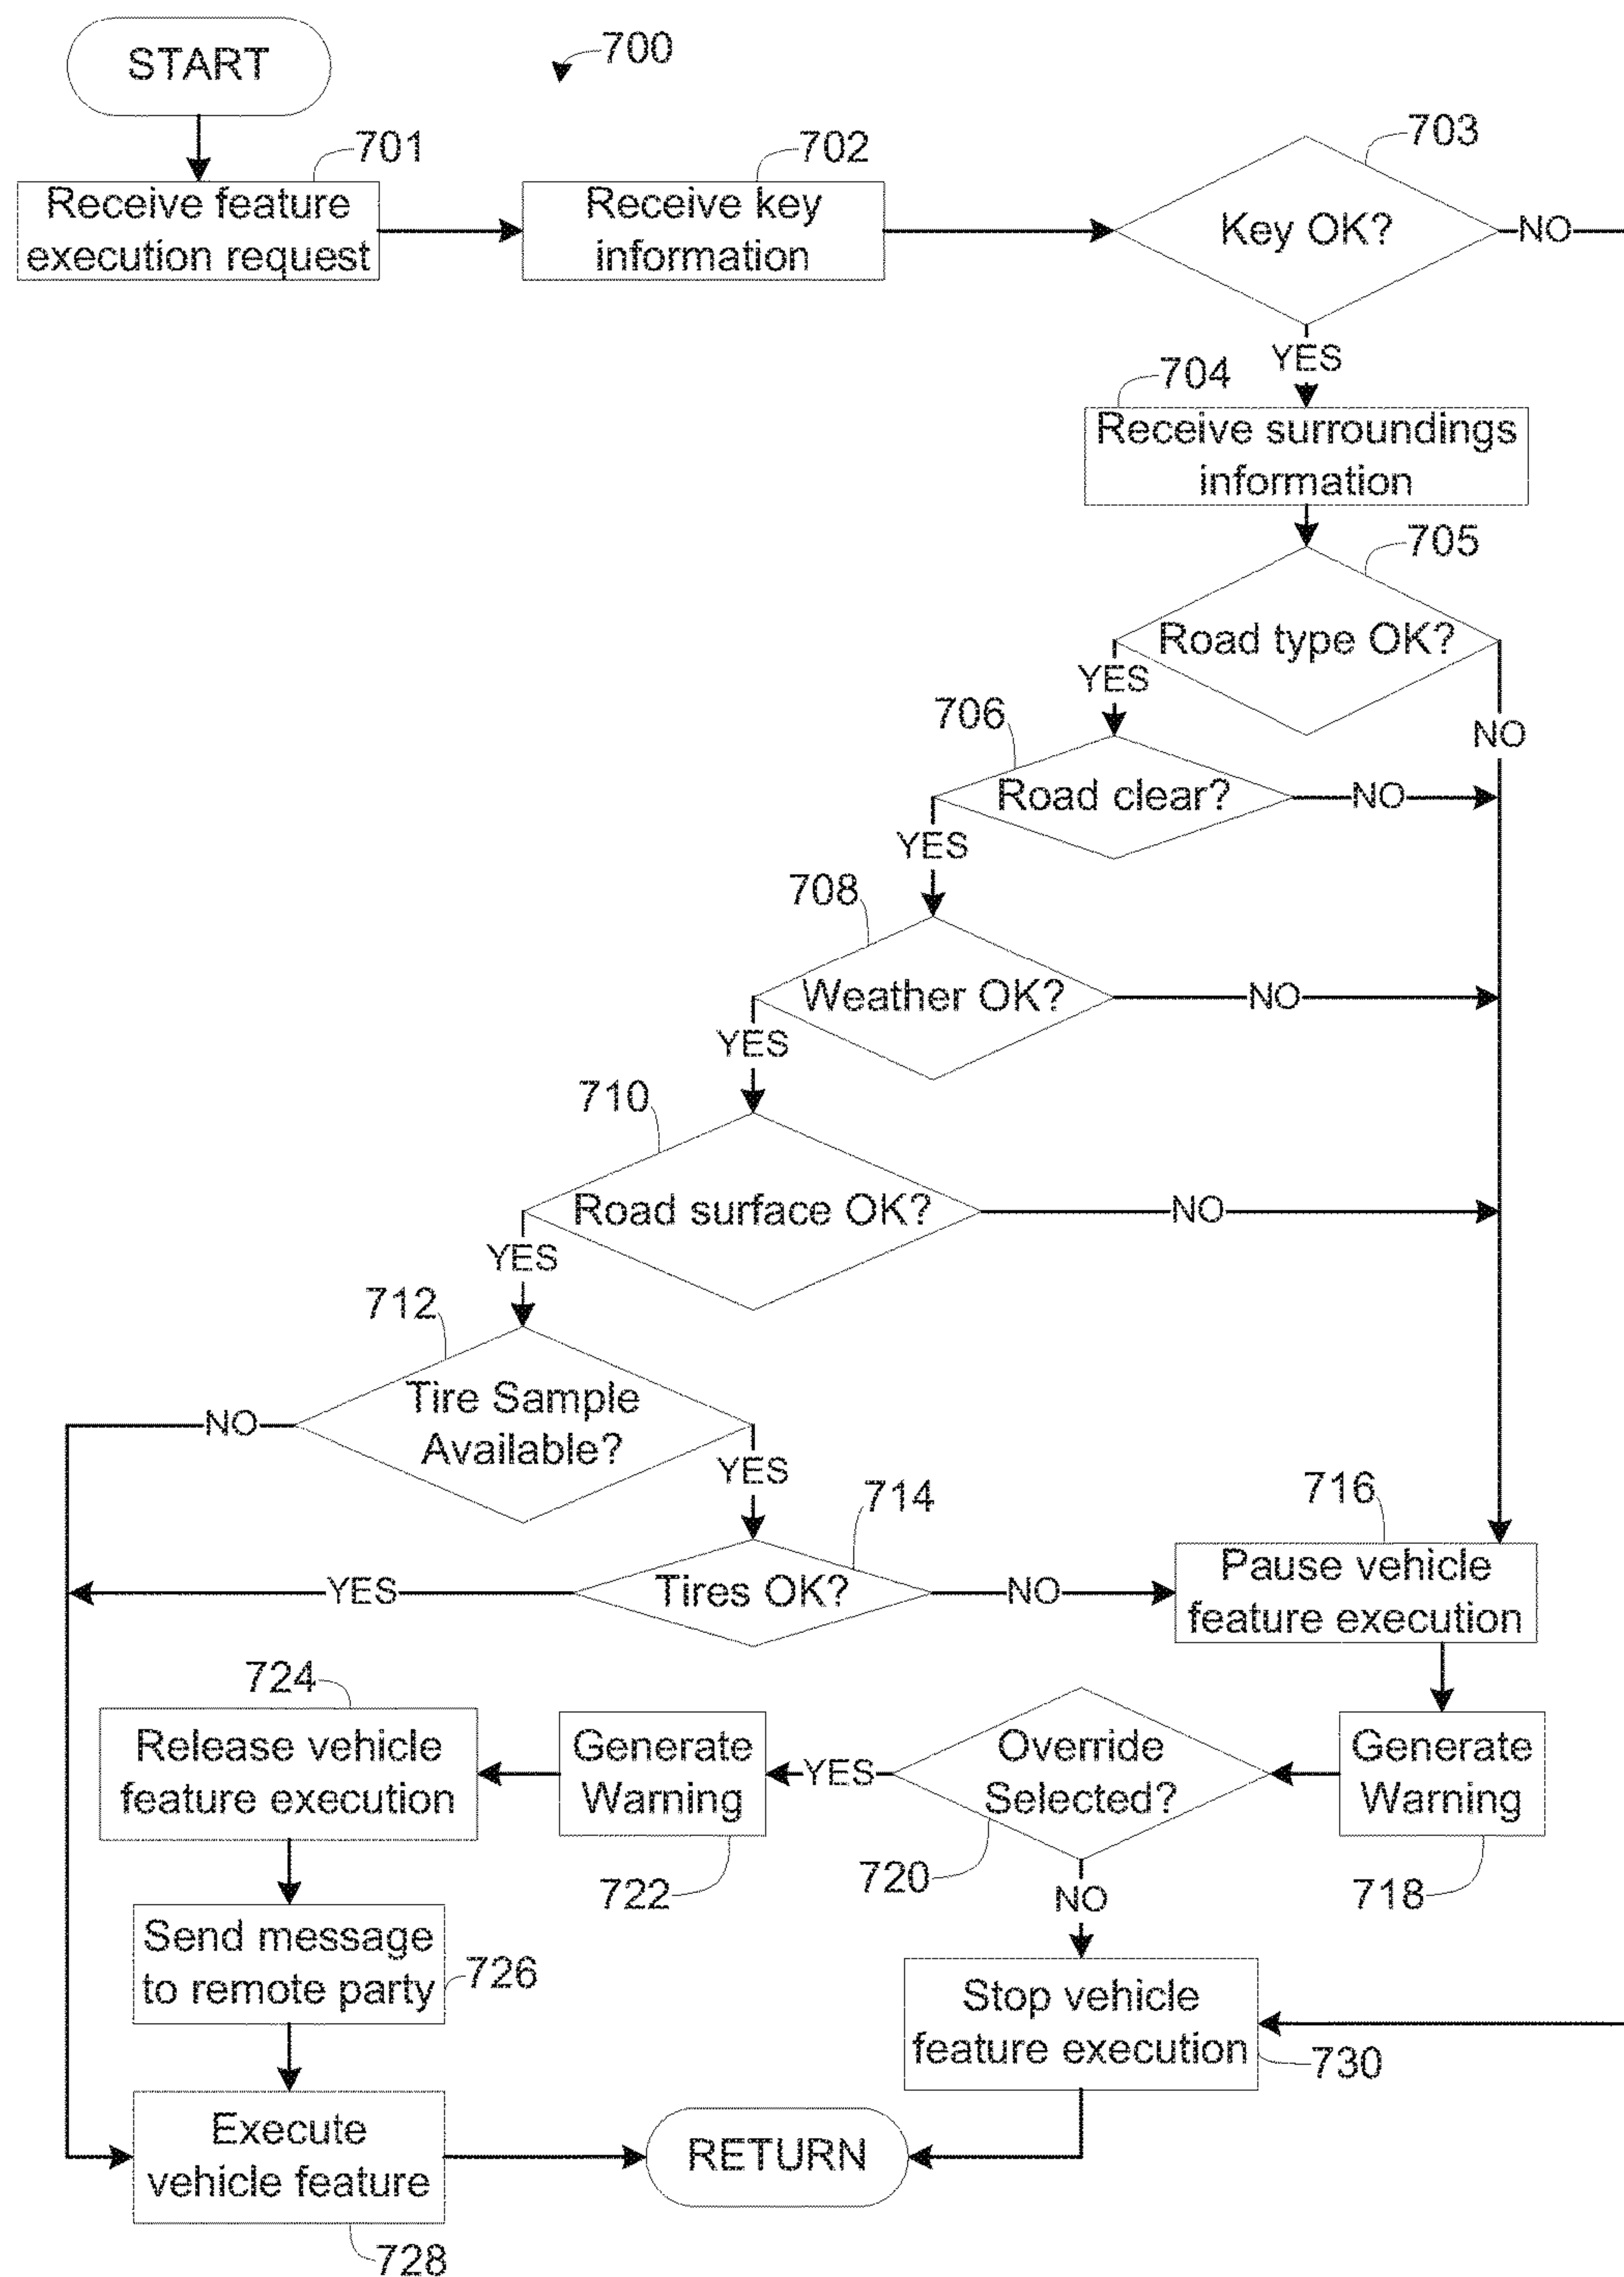 START
700
701
Receive feature
execution request
702
Receive key
information
703
Key OK?
NO
YES
704
Receive surroundings
information
705
Road type OK?
YES
NO
706
Road clear?
NO
YES
708
Weather OK?
NO
YES
710
Road surface OK?
NO
YES
712
Tire Sample
Available?
NO
YES
714
Tires OK?
YES
NO
716
Pause vehicle
feature execution
724
Release vehicle
feature execution
Generate
Warning
722
YES
Override
Selected?
720
NO
Generate
Warning
718
Send message
to remote party
726
Stop vehicle
feature execution
730
Execute
vehicle feature
728
RETURN